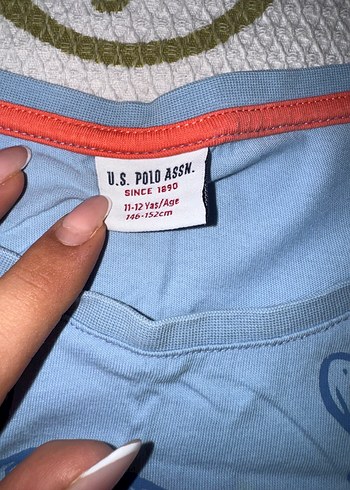 U.S. POLO ASSN.
SINCE 1890
11-12 Yaş/Age
146-152cm